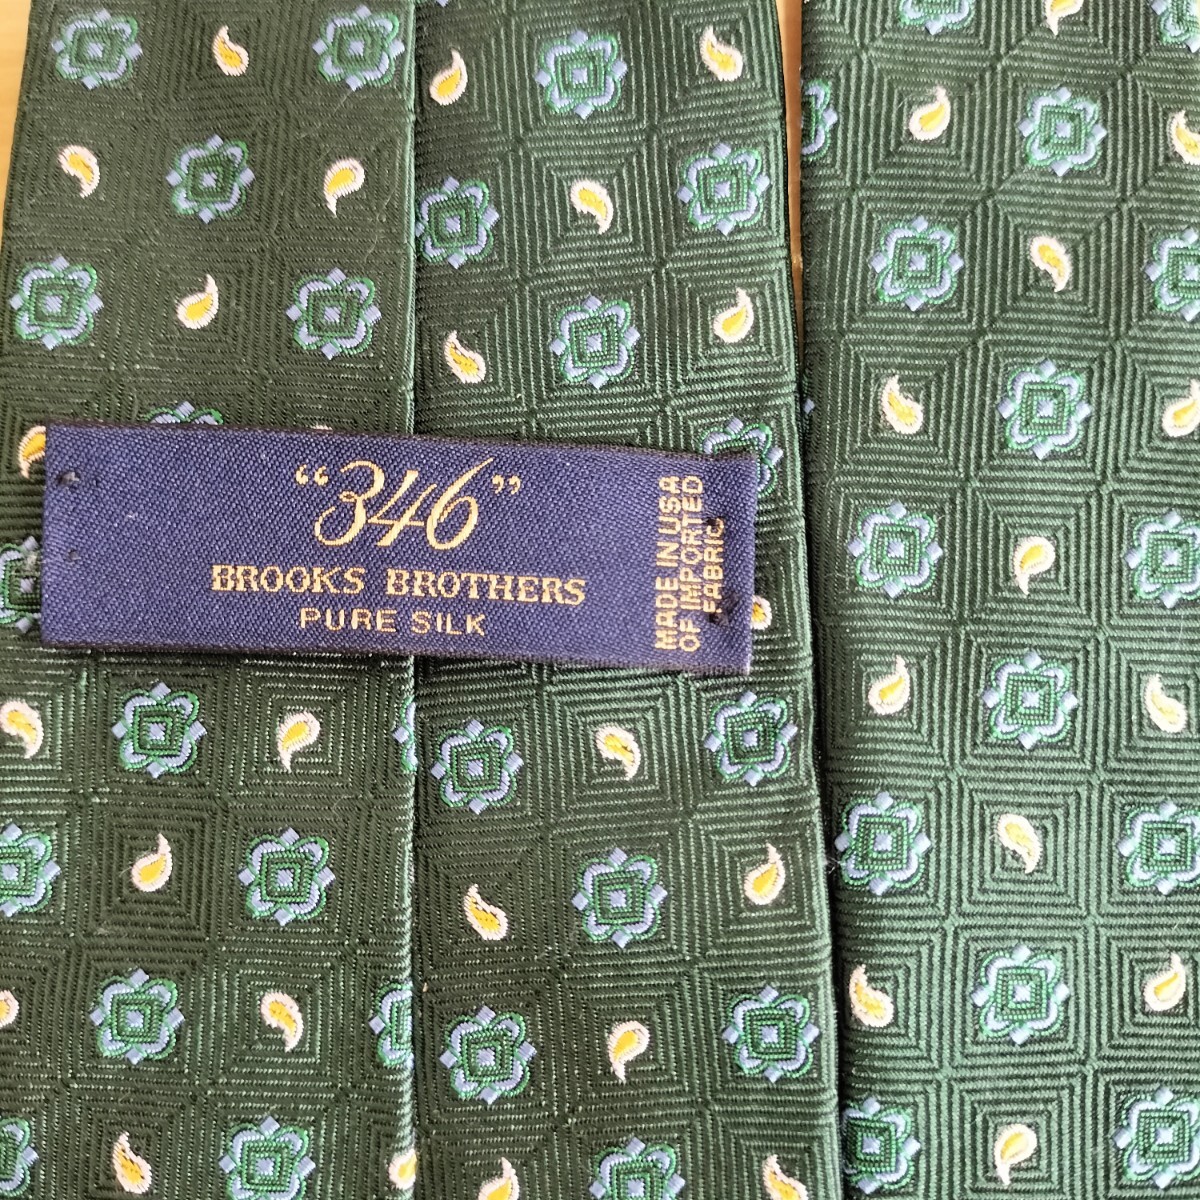 “346”
BROOKS BROTHERS
PURE SILK
MADE IN USA
OF IMPORTED
FABRIC